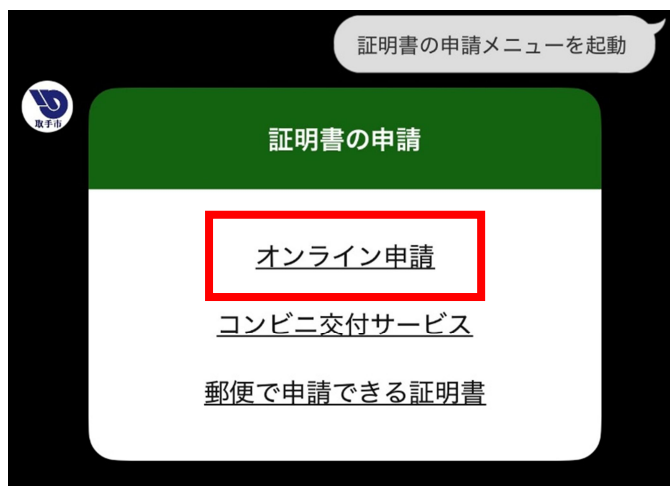 証明書の申請メニューを起動
取手市
証明書の申請
オンライン申請
コンビニ交付サービス
郵便で申請できる証明書